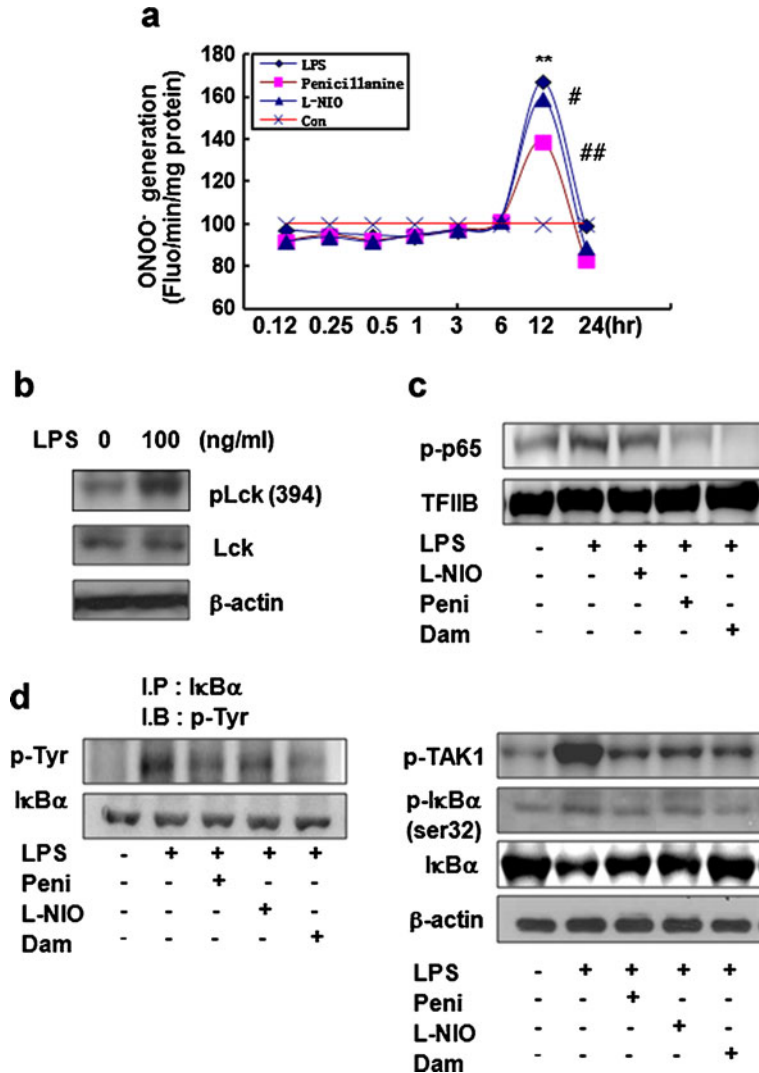 a
ONOO⁻ generation
(Fluo/min/mg protein)
180
160
140
120
100
80
60
LPS
Penicillanine
L-NIO
Con
**
#
##
0.12 0.25 0.5 1 3 6 12 24(hr)
b
LPS 0 100 (ng/ml)
pLck (394)
Lck
β-actin
c
p-p65
TFIIB
LPS - + + + +
L-NIO - - + - -
Peni - - - + -
Dam - - - - +
d
I.P : IκBα
I.B : p-Tyr
p-Tyr
IκBα
LPS - + + + +
Peni - - + - -
L-NIO - - - + -
Dam - - - - +
p-TAK1
p-IκBα
(ser32)
IκBα
β-actin
LPS - + + + +
Peni - - + - -
L-NIO - - - + -
Dam - - - - +